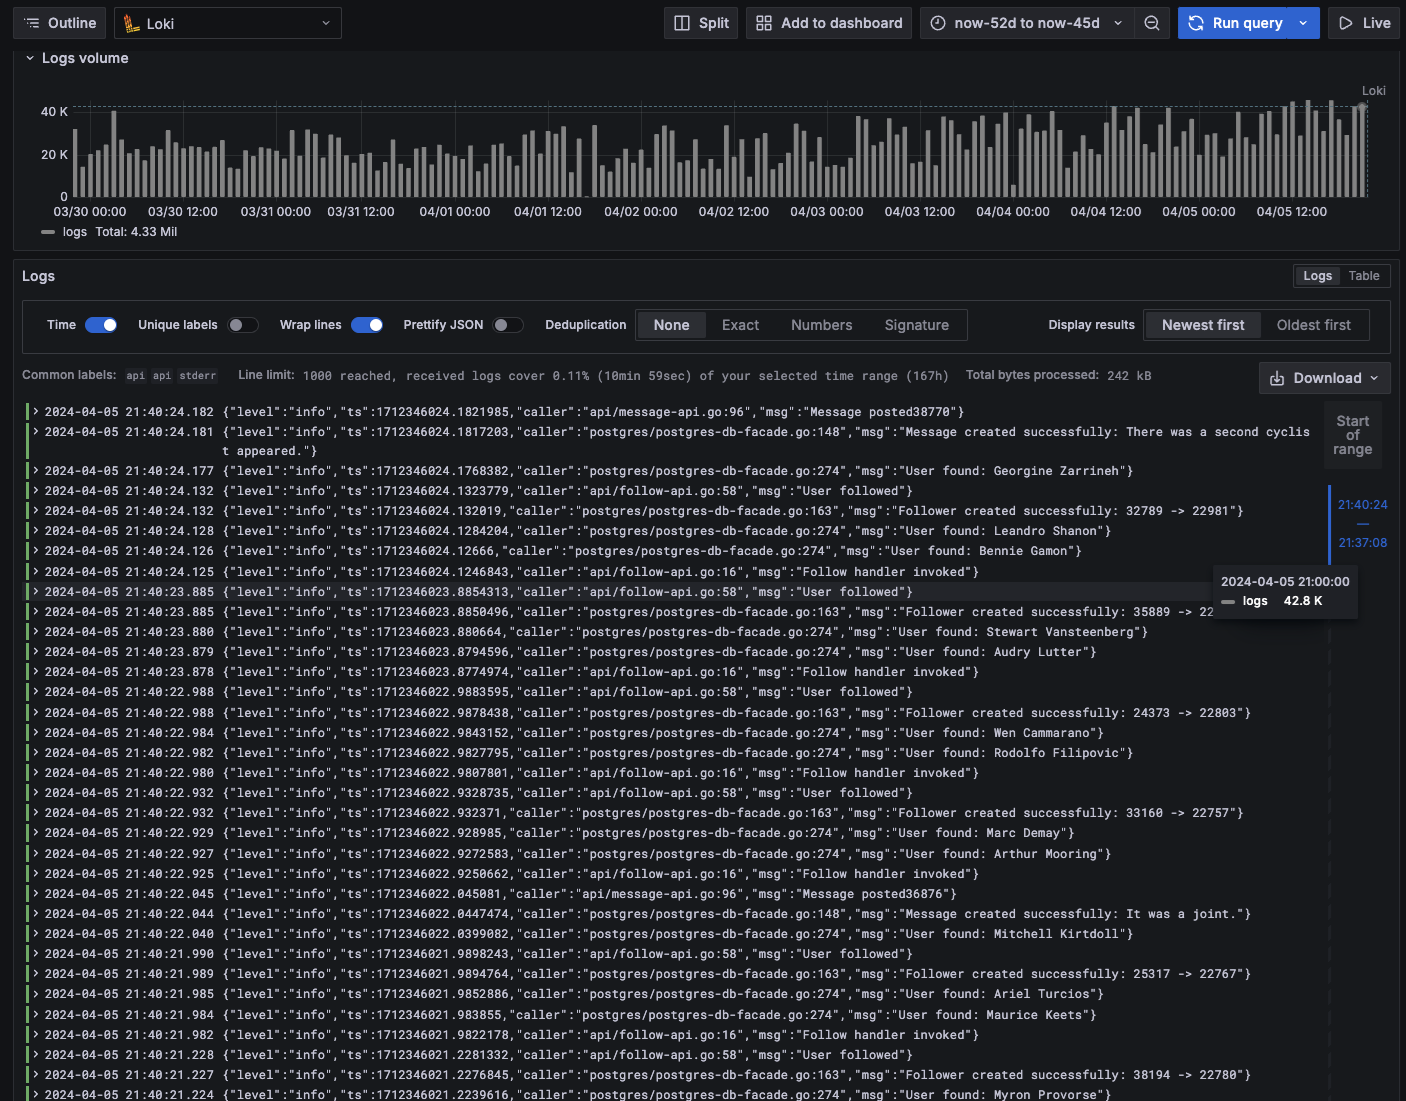 Outline
Loki
Split
Add to dashboard
now-52d to now-45d
Run query
Live
Logs volume
Loki
40 K
20 K
0
03/30 00:00 03/30 12:00 03/31 00:00 03/31 12:00 04/01 00:00 04/01 12:00 04/02 00:00 04/02 12:00 04/03 00:00 04/03 12:00 04/04 00:00 04/04 12:00 04/05 00:00 04/05 12:00
logs Total: 4.33 Mil
Logs
Logs Table
Time Unique labels Wrap lines Prettify JSON Deduplication None Exact Numbers Signature Display results Newest first Oldest first
Common labels: api api stderr Line limit: 1000 reached, received logs cover 0.11% (10min 59sec) of your selected time range (167h) Total bytes processed: 242 kB
Download
2024-04-05 21:40:24.182 {"level":"info","ts":1712346024.1821985,"caller":"api/message-api.go:96","msg":"Message posted38770"}
2024-04-05 21:40:24.181 {"level":"info","ts":1712346024.1817203,"caller":"postgres/postgres-db-facade.go:148","msg":"Message created successfully: There was a second cyclis
t appeared."}
2024-04-05 21:40:24.177 {"level":"info","ts":1712346024.1768382,"caller":"postgres/postgres-db-facade.go:274","msg":"User found: Georgine Zarrineh"}
2024-04-05 21:40:24.132 {"level":"info","ts":1712346024.1323779,"caller":"api/follow-api.go:58","msg":"User followed"}
2024-04-05 21:40:24.132 {"level":"info","ts":1712346024.132019,"caller":"postgres/postgres-db-facade.go:163","msg":"Follower created successfully: 32789 -> 22981"}
2024-04-05 21:40:24.128 {"level":"info","ts":1712346024.1284204,"caller":"postgres/postgres-db-facade.go:274","msg":"User found: Leandro Shanon"}
2024-04-05 21:40:24.126 {"level":"info","ts":1712346024.12666,"caller":"postgres/postgres-db-facade.go:274","msg":"User found: Bennie Gamon"}
2024-04-05 21:40:24.125 {"level":"info","ts":1712346024.1246843,"caller":"api/follow-api.go:16","msg":"Follow handler invoked"}
2024-04-05 21:40:23.885 {"level":"info","ts":1712346023.8854313,"caller":"api/follow-api.go:58","msg":"User followed"}
2024-04-05 21:40:23.885 {"level":"info","ts":1712346023.8850496,"caller":"postgres/postgres-db-facade.go:163","msg":"Follower created successfully: 35889 -> 22
2024-04-05 21:40:23.880 {"level":"info","ts":1712346023.880664,"caller":"postgres/postgres-db-facade.go:274","msg":"User found: Stewart Vansteenberg"}
2024-04-05 21:40:23.879 {"level":"info","ts":1712346023.8794596,"caller":"postgres/postgres-db-facade.go:274","msg":"User found: Audry Lutter"}
2024-04-05 21:40:23.878 {"level":"info","ts":1712346023.8774974,"caller":"api/follow-api.go:16","msg":"Follow handler invoked"}
2024-04-05 21:40:22.988 {"level":"info","ts":1712346022.9883595,"caller":"api/follow-api.go:58","msg":"User followed"}
2024-04-05 21:40:22.988 {"level":"info","ts":1712346022.9878438,"caller":"postgres/postgres-db-facade.go:163","msg":"Follower created successfully: 24373 -> 22803"}
2024-04-05 21:40:22.984 {"level":"info","ts":1712346022.9843152,"caller":"postgres/postgres-db-facade.go:274","msg":"User found: Wen Cammarano"}
2024-04-05 21:40:22.982 {"level":"info","ts":1712346022.9827795,"caller":"postgres/postgres-db-facade.go:274","msg":"User found: Rodolfo Filipovic"}
2024-04-05 21:40:22.980 {"level":"info","ts":1712346022.9807801,"caller":"api/follow-api.go:16","msg":"Follow handler invoked"}
2024-04-05 21:40:22.932 {"level":"info","ts":1712346022.9328735,"caller":"api/follow-api.go:58","msg":"User followed"}
2024-04-05 21:40:22.932 {"level":"info","ts":1712346022.932371,"caller":"postgres/postgres-db-facade.go:163","msg":"Follower created successfully: 33160 -> 22757"}
2024-04-05 21:40:22.929 {"level":"info","ts":1712346022.928985,"caller":"postgres/postgres-db-facade.go:274","msg":"User found: Marc Demay"}
2024-04-05 21:40:22.927 {"level":"info","ts":1712346022.9272583,"caller":"postgres/postgres-db-facade.go:274","msg":"User found: Arthur Mooring"}
2024-04-05 21:40:22.925 {"level":"info","ts":1712346022.9250662,"caller":"api/follow-api.go:16","msg":"Follow handler invoked"}
2024-04-05 21:40:22.045 {"level":"info","ts":1712346022.045081,"caller":"api/message-api.go:96","msg":"Message posted36876"}
2024-04-05 21:40:22.044 {"level":"info","ts":1712346022.0447474,"caller":"postgres/postgres-db-facade.go:148","msg":"Message created successfully: It was a joint."}
2024-04-05 21:40:22.040 {"level":"info","ts":1712346022.0399082,"caller":"postgres/postgres-db-facade.go:274","msg":"User found: Mitchell Kirtdoll"}
2024-04-05 21:40:21.990 {"level":"info","ts":1712346021.9898243,"caller":"api/follow-api.go:58","msg":"User followed"}
2024-04-05 21:40:21.989 {"level":"info","ts":1712346021.9894764,"caller":"postgres/postgres-db-facade.go:163","msg":"Follower created successfully: 25317 -> 22767"}
2024-04-05 21:40:21.985 {"level":"info","ts":1712346021.9852886,"caller":"postgres/postgres-db-facade.go:274","msg":"User found: Ariel Turcios"}
2024-04-05 21:40:21.984 {"level":"info","ts":1712346021.983855,"caller":"postgres/postgres-db-facade.go:274","msg":"User found: Maurice Keets"}
2024-04-05 21:40:21.982 {"level":"info","ts":1712346021.9822178,"caller":"api/follow-api.go:16","msg":"Follow handler invoked"}
2024-04-05 21:40:21.228 {"level":"info","ts":1712346021.2281332,"caller":"api/follow-api.go:58","msg":"User followed"}
2024-04-05 21:40:21.227 {"level":"info","ts":1712346021.2276845,"caller":"postgres/postgres-db-facade.go:163","msg":"Follower created successfully: 38194 -> 22780"}
2024-04-05 21:40:21.224 {"level":"info","ts":1712346021.2239616,"caller":"postgres/postgres-db-facade.go:274","msg":"User found: Myron Provorse"}
Start
of
range
21:40:24
—
21:37:08
2024-04-05 21:00:00
logs 42.8 K